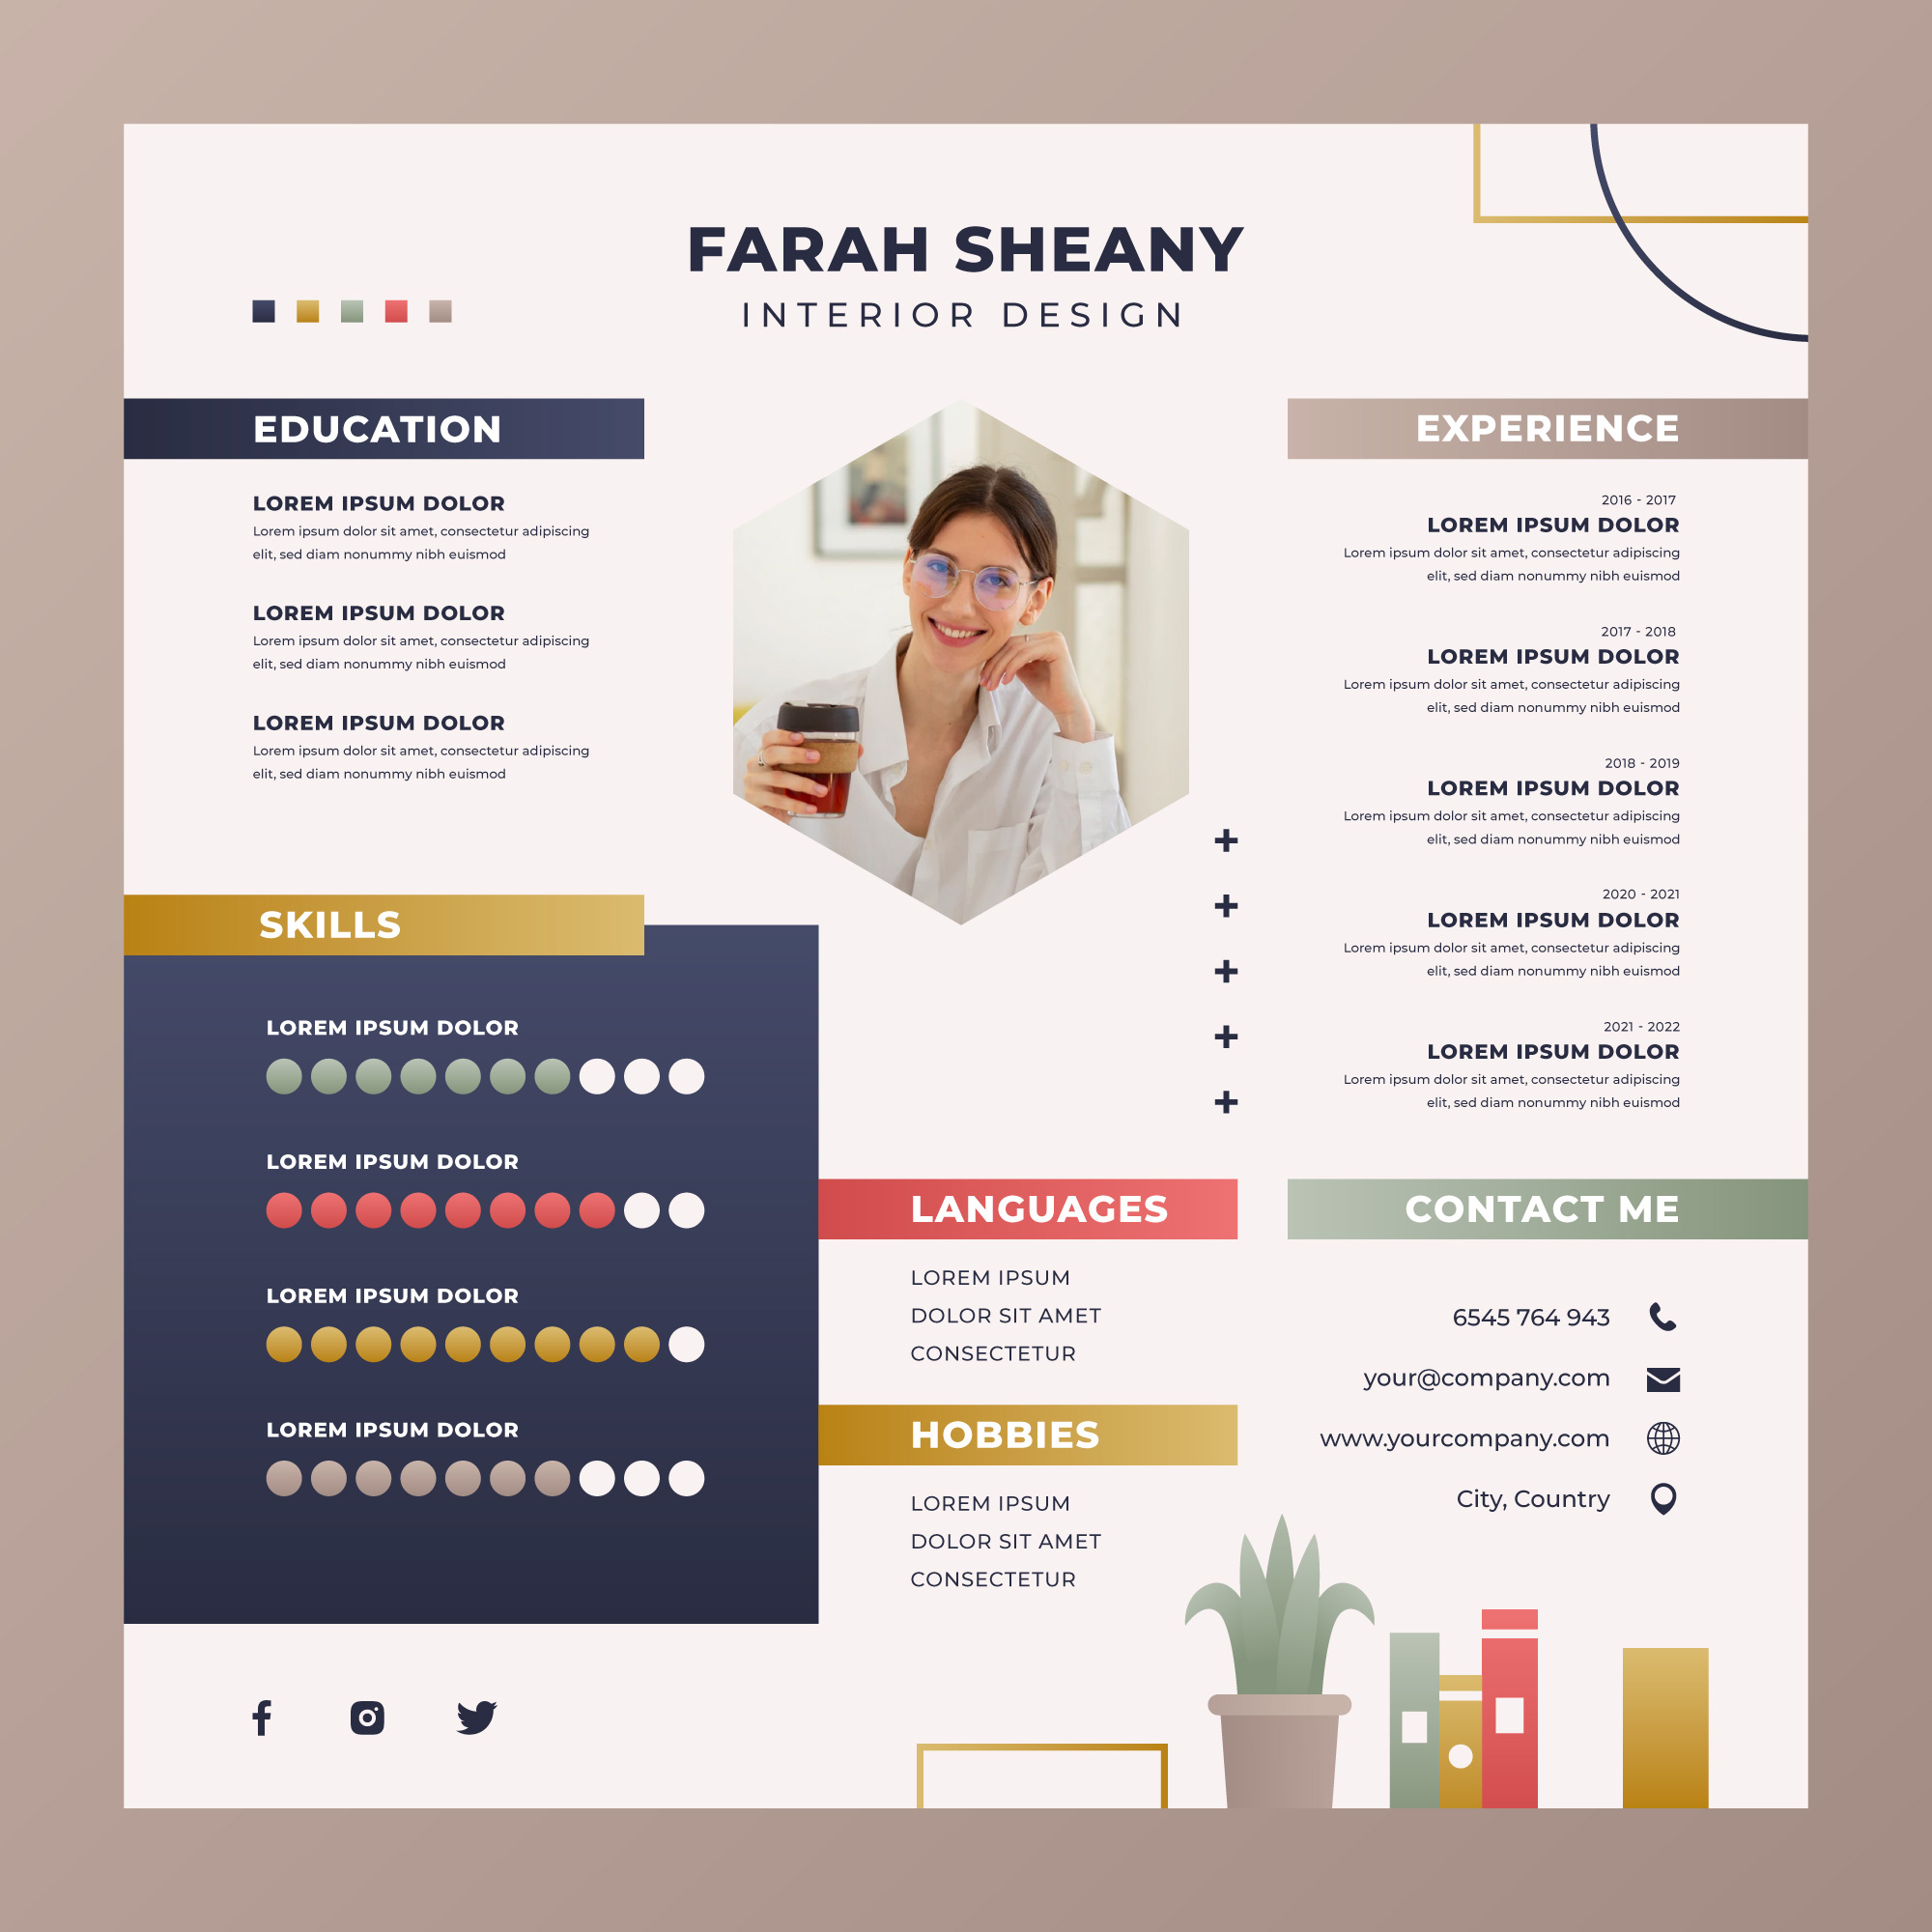 FARAH SHEANY
INTERIOR DESIGN
EDUCATION
LOREM IPSUM DOLOR
Lorem ipsum dolor sit amet, consectetur adipiscing
elit, sed diam nonummy nibh euismod
LOREM IPSUM DOLOR
Lorem ipsum dolor sit amet, consectetur adipiscing
elit, sed diam nonummy nibh euismod
LOREM IPSUM DOLOR
Lorem ipsum dolor sit amet, consectetur adipiscing
elit, sed diam nonummy nibh euismod
SKILLS
LOREM IPSUM DOLOR
LOREM IPSUM DOLOR
LOREM IPSUM DOLOR
LOREM IPSUM DOLOR
LANGUAGES
LOREM IPSUM
DOLOR SIT AMET
CONSECTETUR
HOBBIES
LOREM IPSUM
DOLOR SIT AMET
CONSECTETUR
EXPERIENCE
2016 - 2017
LOREM IPSUM DOLOR
Lorem ipsum dolor sit amet, consectetur adipiscing
elit, sed diam nonummy nibh euismod
2017 - 2018
LOREM IPSUM DOLOR
Lorem ipsum dolor sit amet, consectetur adipiscing
elit, sed diam nonummy nibh euismod
2018 - 2019
LOREM IPSUM DOLOR
Lorem ipsum dolor sit amet, consectetur adipiscing
elit, sed diam nonummy nibh euismod
2020 - 2021
LOREM IPSUM DOLOR
Lorem ipsum dolor sit amet, consectetur adipiscing
elit, sed diam nonummy nibh euismod
2021 - 2022
LOREM IPSUM DOLOR
Lorem ipsum dolor sit amet, consectetur adipiscing
elit, sed diam nonummy nibh euismod
CONTACT ME
6545 764 943
your@company.com
www.yourcompany.com
City, Country